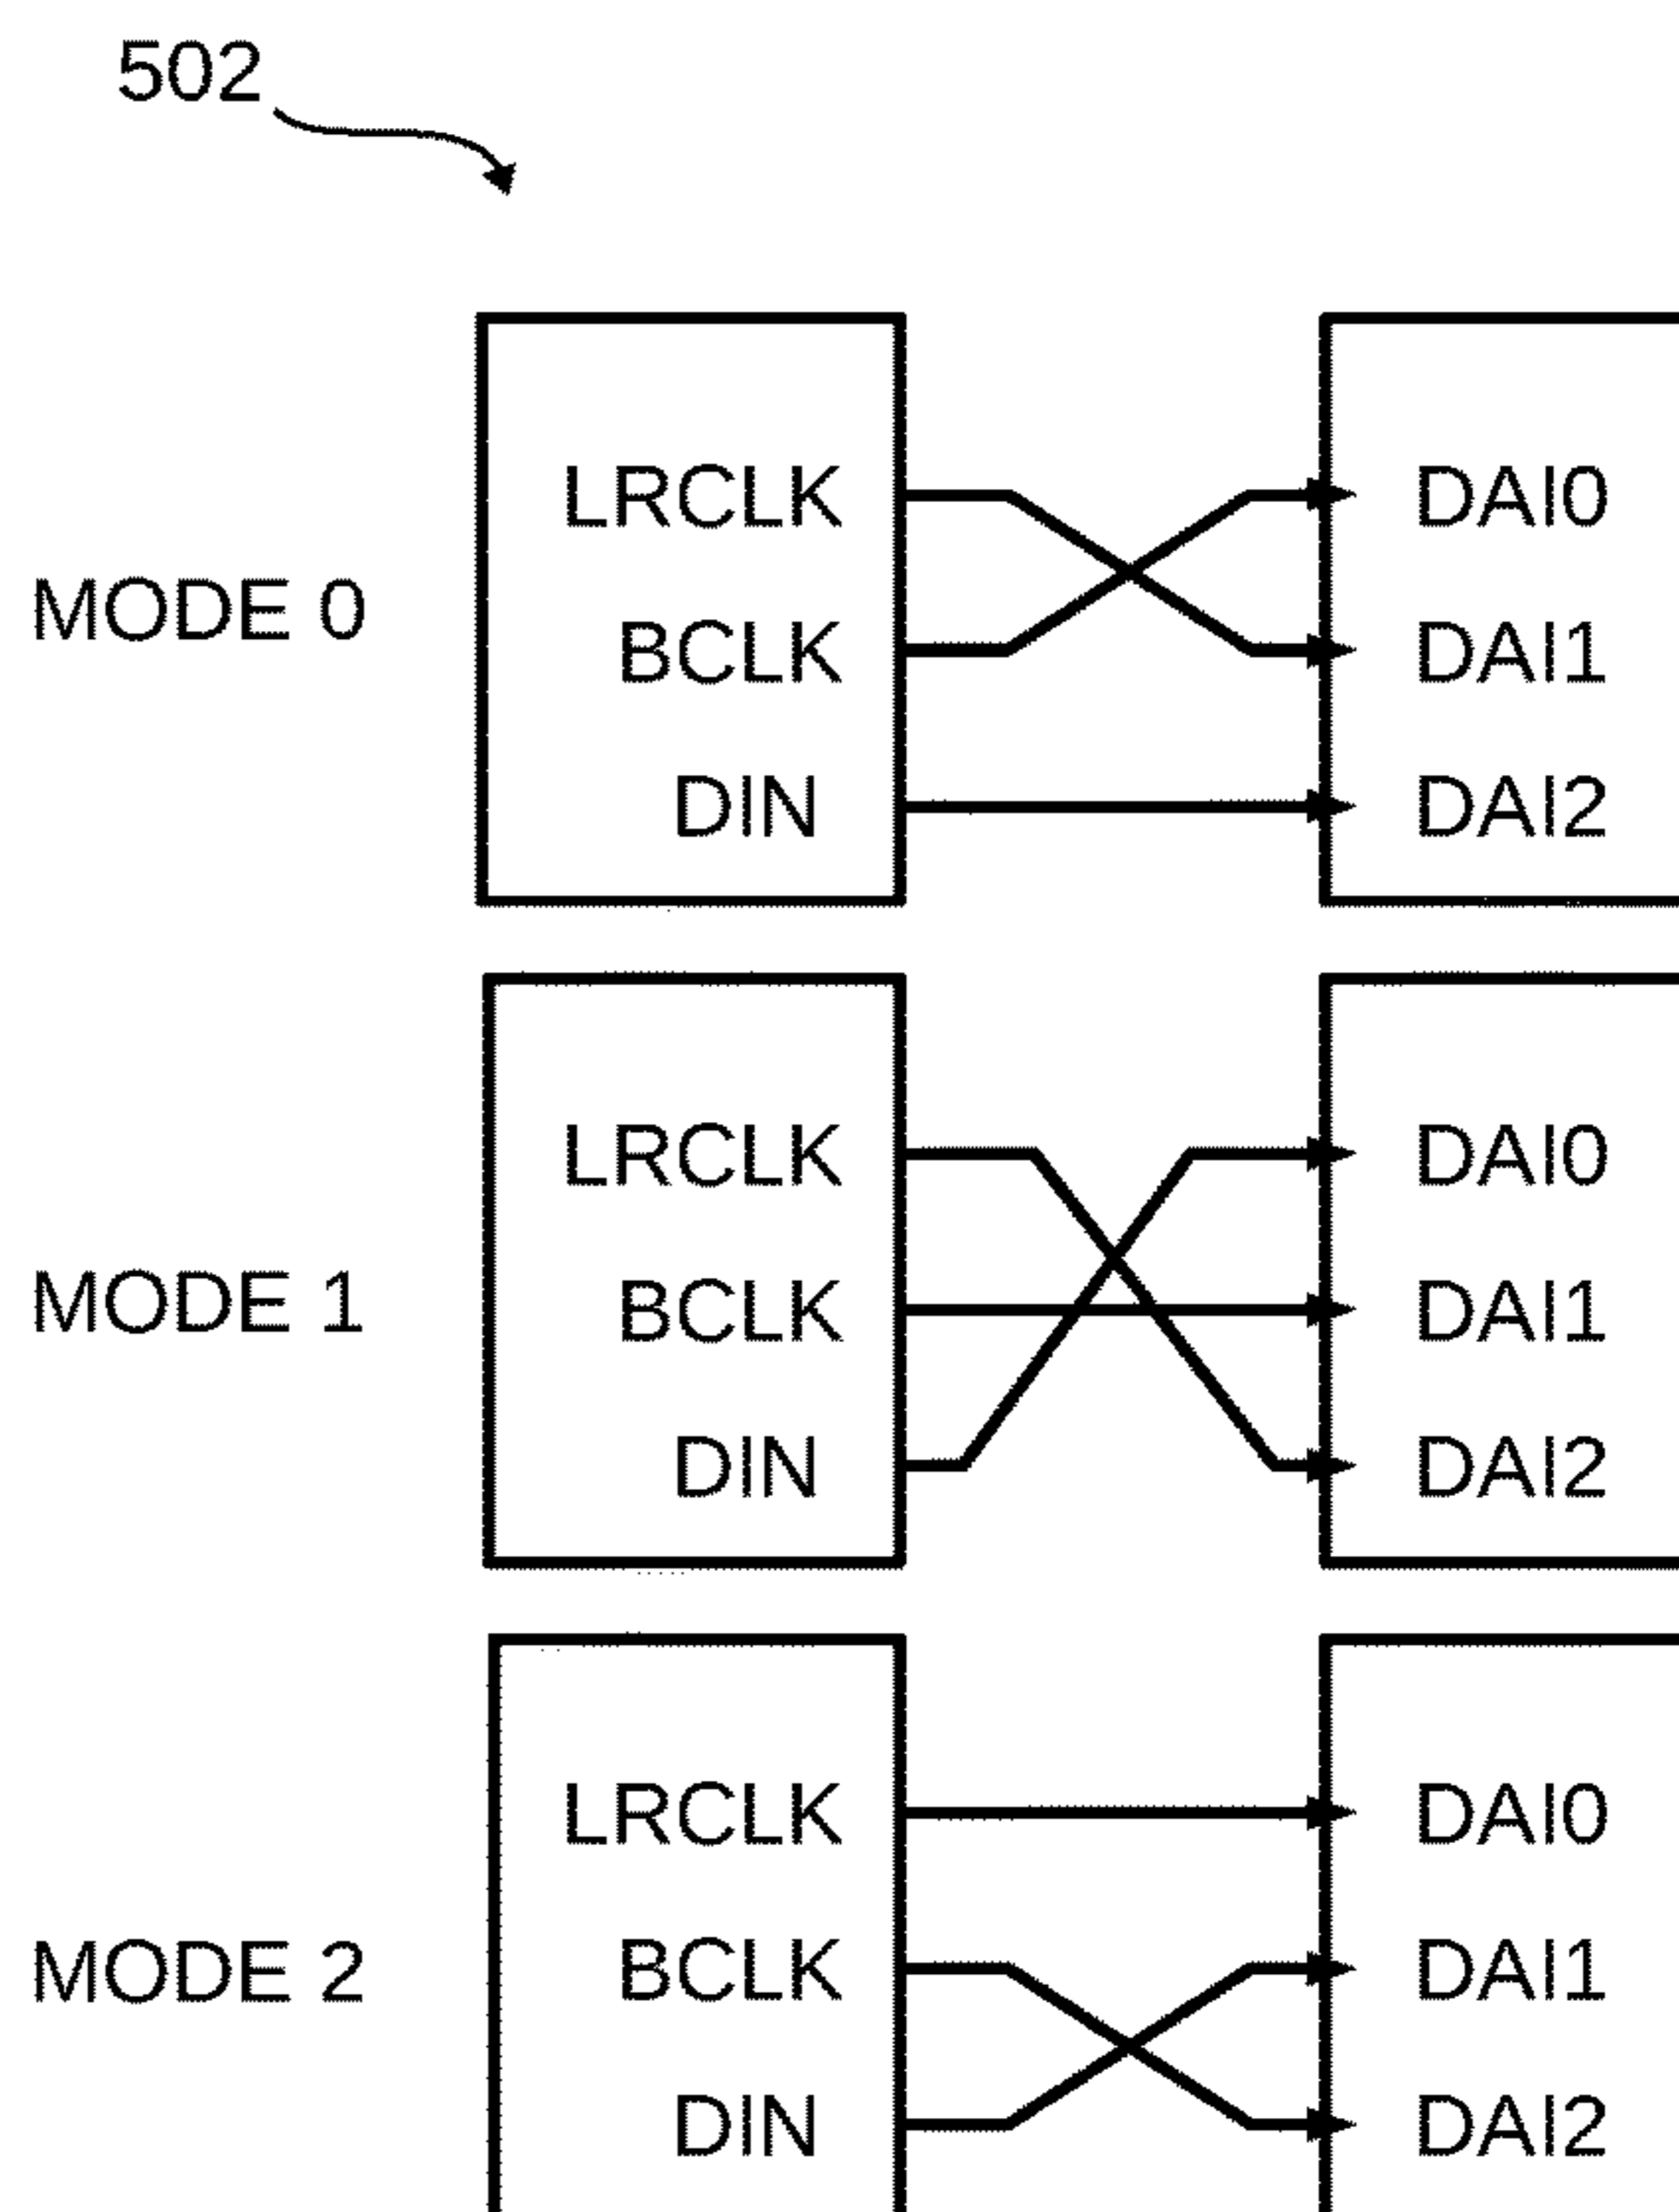 502
LRCLK DAI0
MODE 0 BCLK DAI1
DIN DAI2
LRCLK DAI0
MODE 1 BCLK DAI1
DIN DAI2
LRCLK DAI0
MODE 2 BCLK DAI1
DIN DAI2